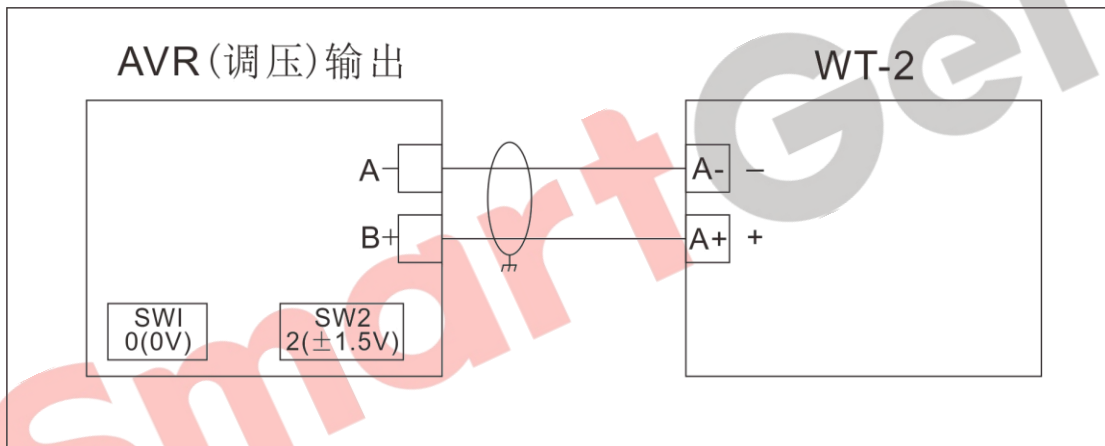 AVR(调压)输出
WT-2
A-
A- –
B+
A+ +
SWI
0(0V)
SW2
2(±1.5V)
SmartGen